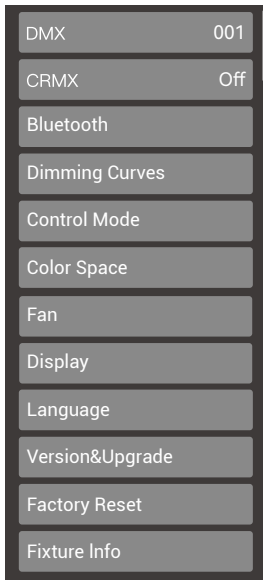 DMX 001
CRMX Off
Bluetooth
Dimming Curves
Control Mode
Color Space
Fan
Display
Language
Version&Upgrade
Factory Reset
Fixture Info